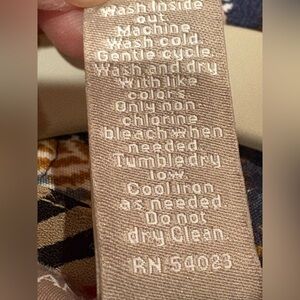 Wash Inside
out.
Machine
Wash cold.
Gentle cycle.
Wash and dry
With like
colors.
Only non-
chlorine
bleach when
needed.
Tumble dry
low.
Cool iron
as needed.
Do not
dry Clean.
RN 54023